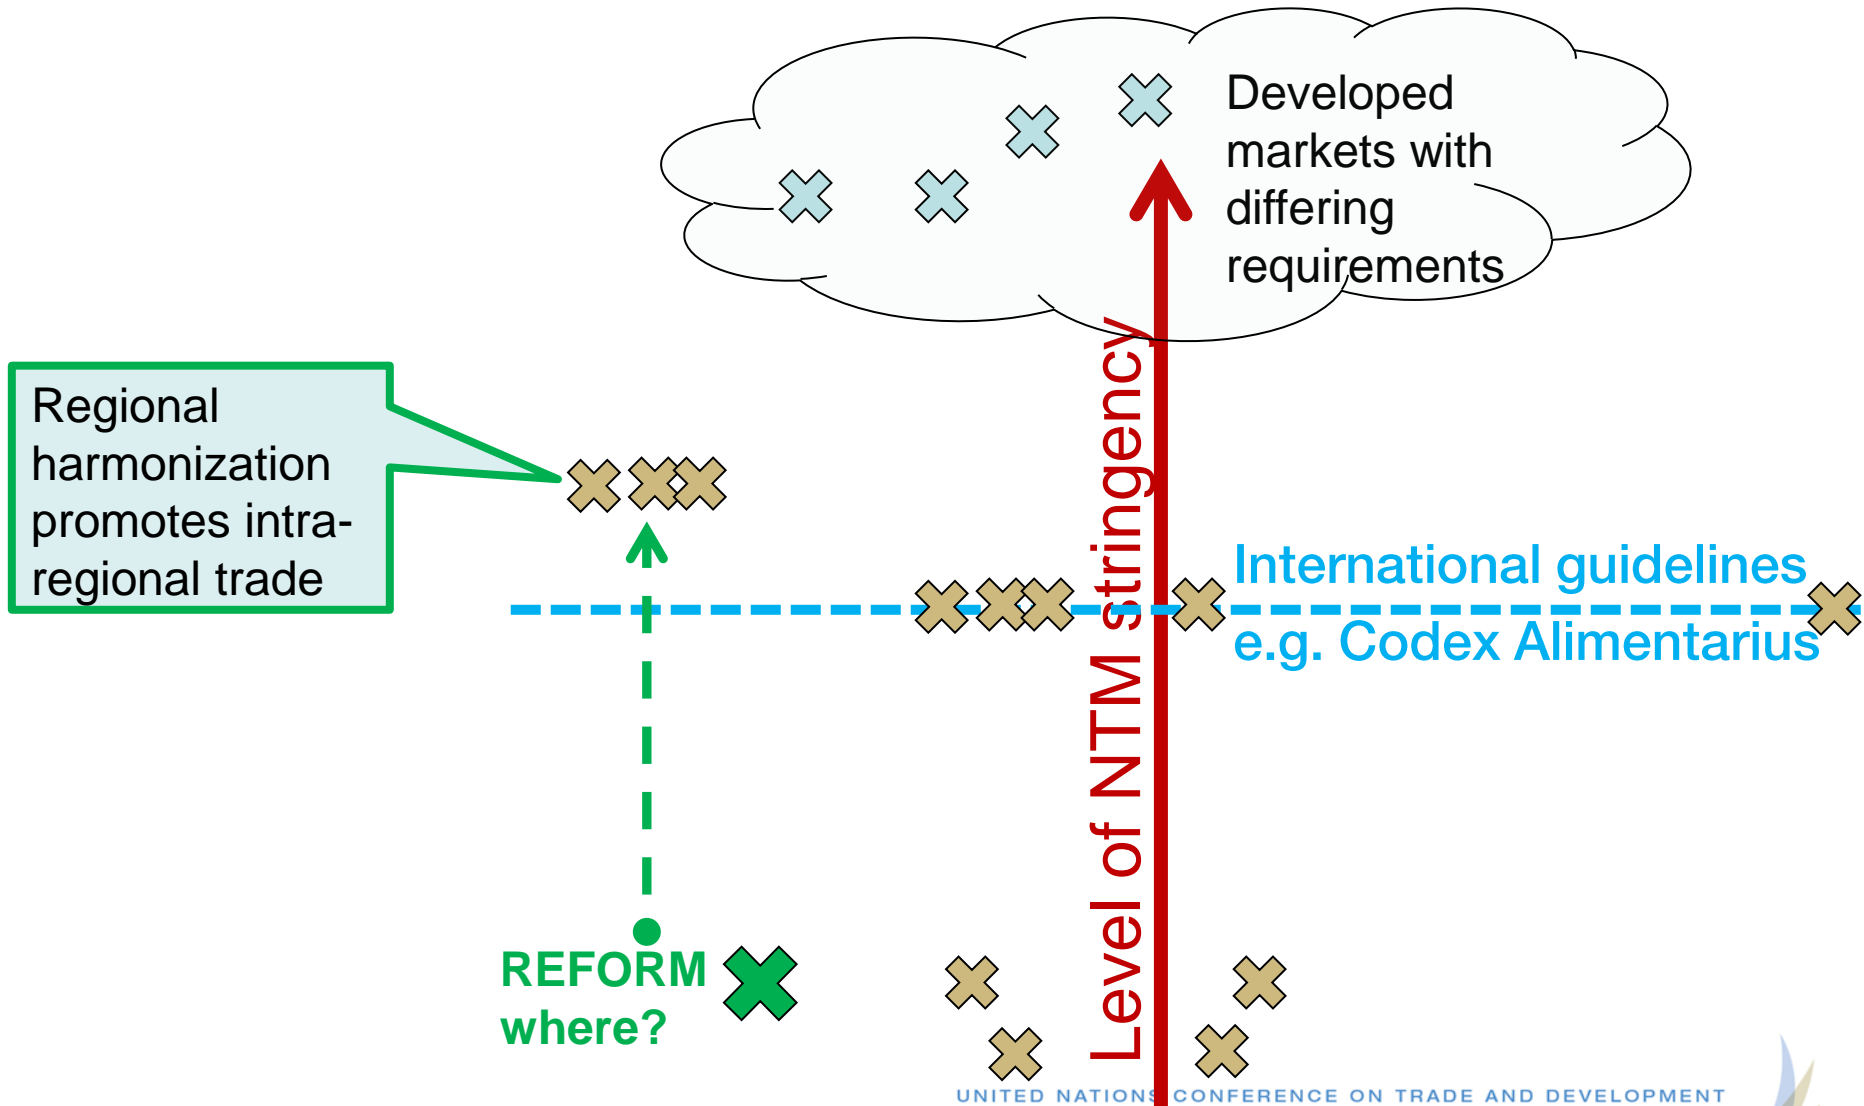 Developed
markets with
differing
requirements
Regional
harmonization
promotes intra-
regional trade
Level of NTM stringency
International guidelines
e.g. Codex Alimentarius
REFORM
where?
UNITED NATIONS CONFERENCE ON TRADE AND DEVELOPMENT